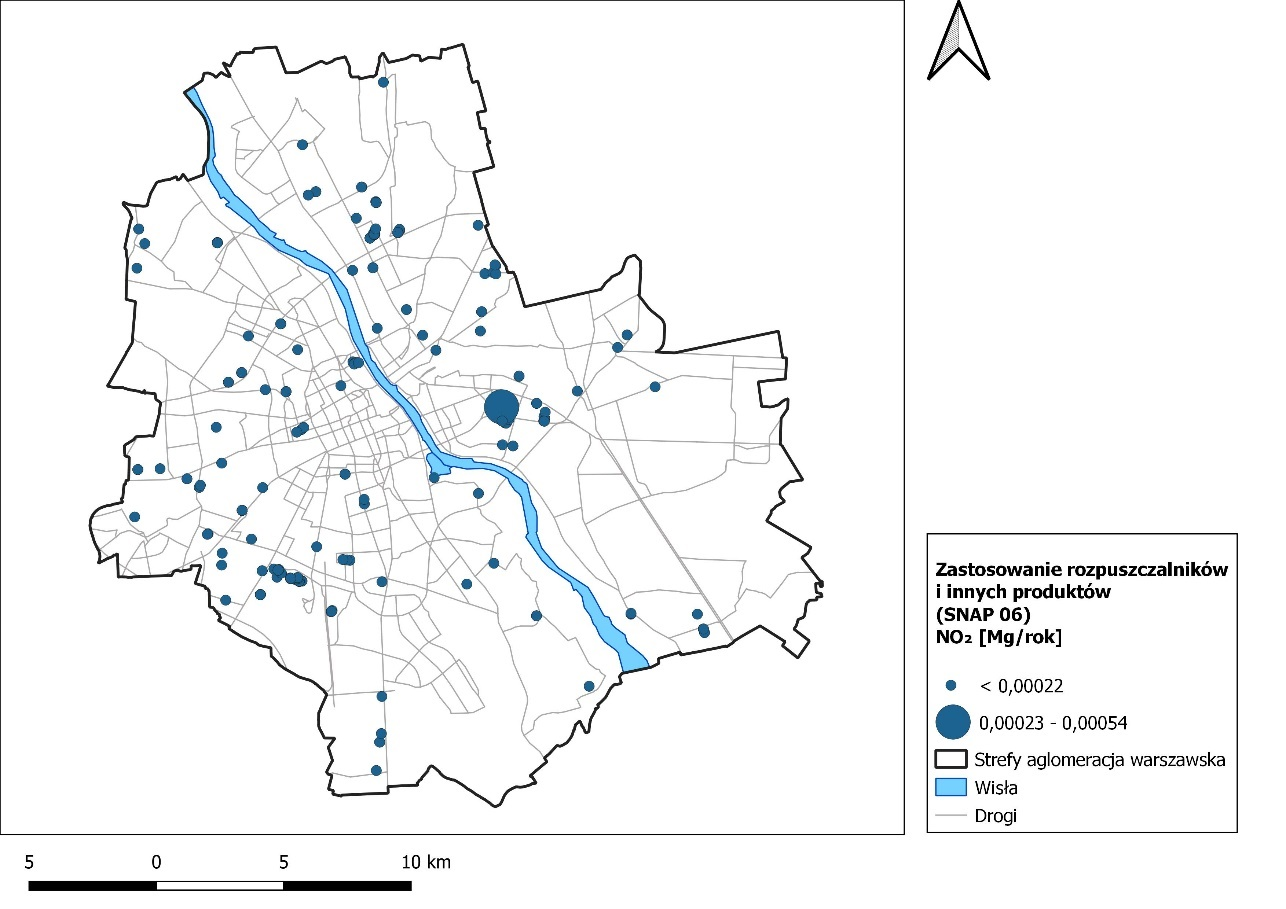 Zastosowanie rozpuszczalników
i innych produktów
(SNAP 06)
NO₂ [Mg/rok]
< 0,00022
0,00023 - 0,00054
Strefy aglomeracja warszawska
Wisła
Drogi
5 0 5 10 km